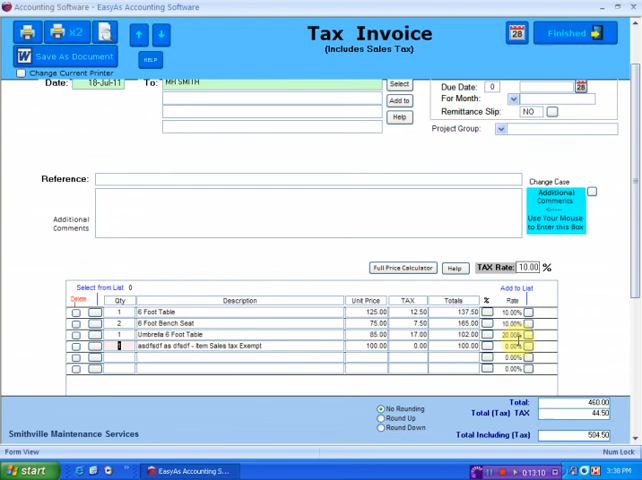 Accounting Software - EasyAs Accounting Software
x2
Save As Document
HELP
Change Current Printer
Tax Invoice
(Includes Sales Tax)
28
Finished
Date: 18-Jul-11
To: MR SMITH
Select
Add to
Help
Due Date: 0
28
For Month:
Remittance Slip: NO
Project Group:
Reference:
Change Case
Additional Comments
Additional
Comments
<----
Use Your Mouse
to Enter this Box
Full Price Calculator
Help
TAX Rate: 10.00 %
Select from List 0
Add to List
Delete Qty Description Unit Price TAX Totals % Rate
1 6 Foot Table 125.00 12.50 137.50 10.00%
2 6 Foot Bench Seat 75.00 7.50 165.00 10.00%
1 Umbrella 6 Foot Table 85.00 17.00 102.00 20.00%
1 asdfsdf as dfsdf - Item Sales tax Exempt 100.00 0.00 100.00 0.00%
0.00%
0.00%
No Rounding
Round Up
Round Down
Total: 460.00
Total (Tax) TAX 44.50
Total Including (Tax) 504.50
Smithville Maintenance Services
Form View
Num Lock
start
EasyAs Accounting S...
0:13:10
3:38 PM